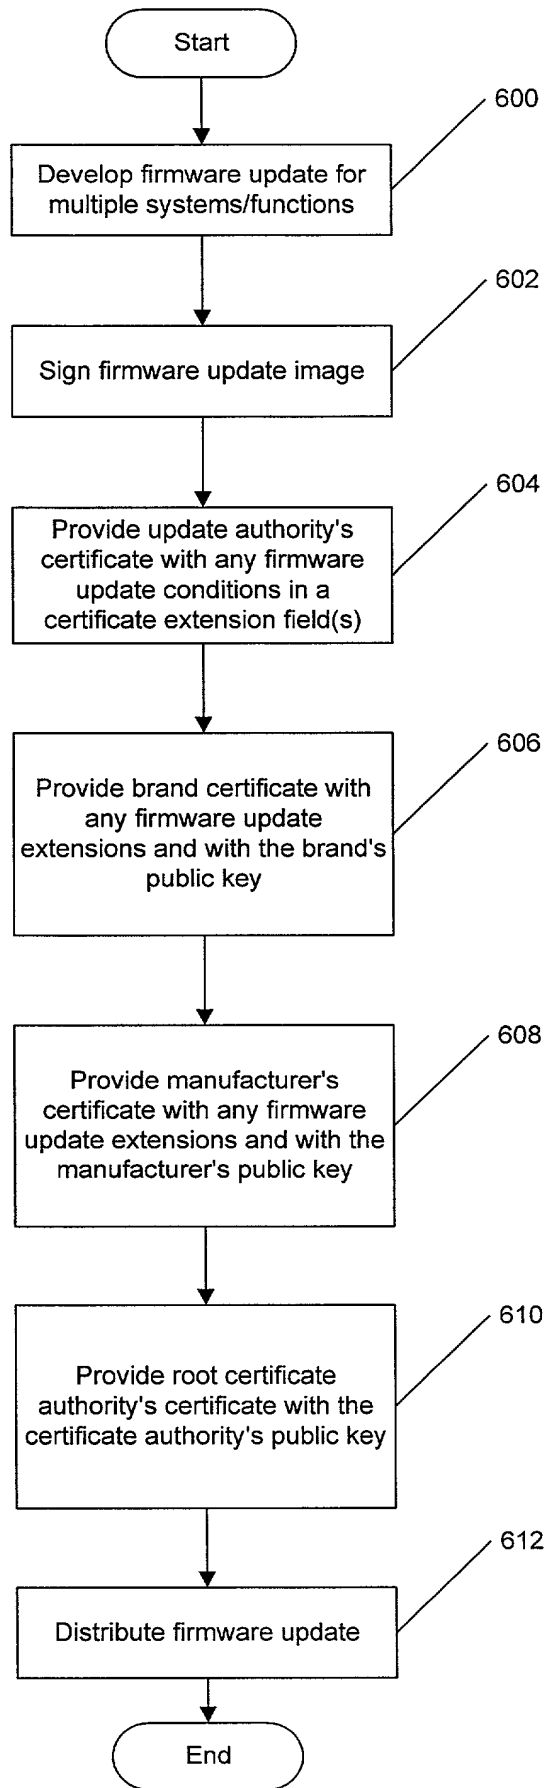 Start
600
Develop firmware update for
multiple systems/functions
602
Sign firmware update image
604
Provide update authority's
certificate with any firmware
update conditions in a
certificate extension field(s)
606
Provide brand certificate with
any firmware update
extensions and with the brand's
public key
608
Provide manufacturer's
certificate with any firmware
update extensions and with the
manufacturer's public key
610
Provide root certificate
authority's certificate with the
certificate authority's public key
612
Distribute firmware update
End